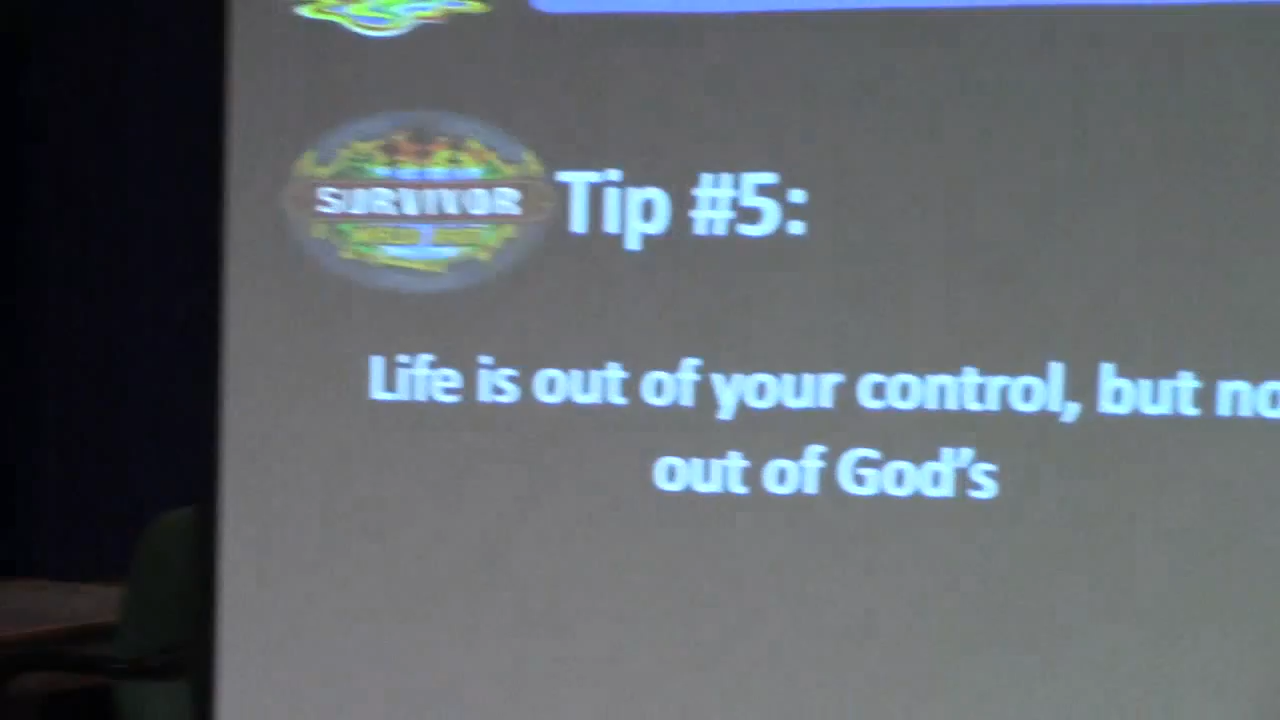 SURVIVOR
Tip #5:
Life is out of your control, but no
out of God's